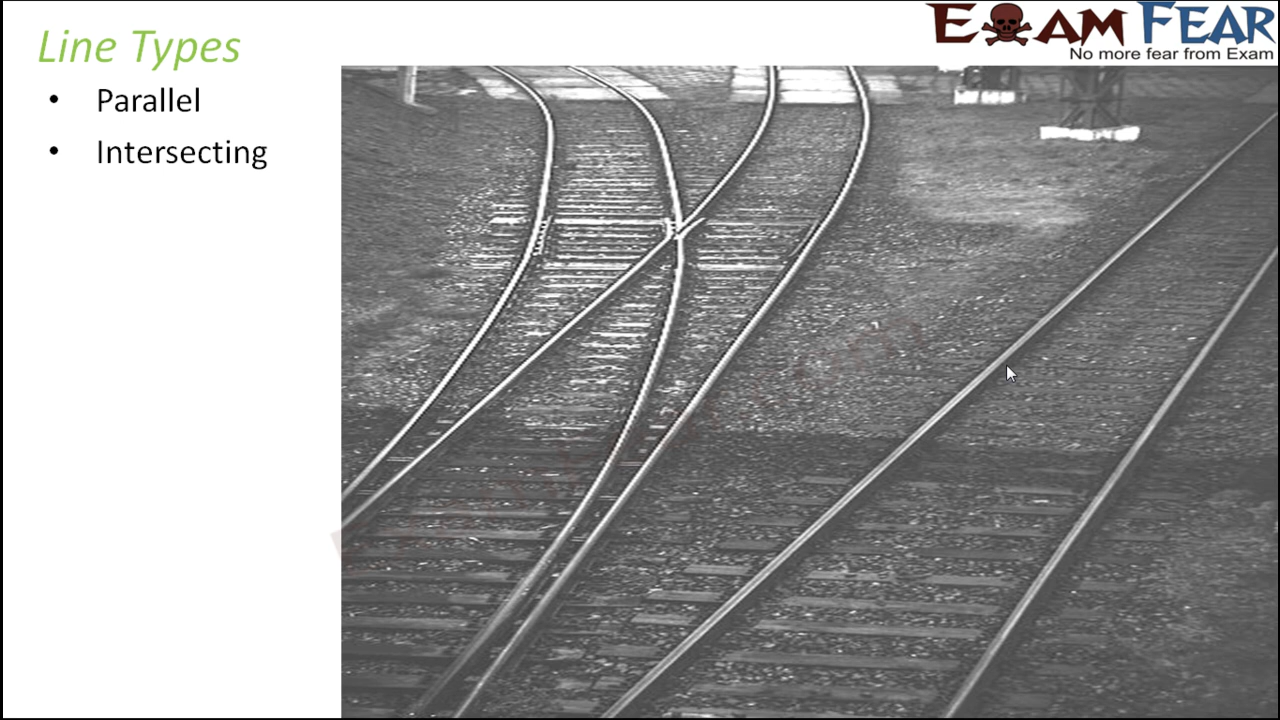 Line Types
• Parallel
• Intersecting
EXAM FEAR
No more fear from Exam